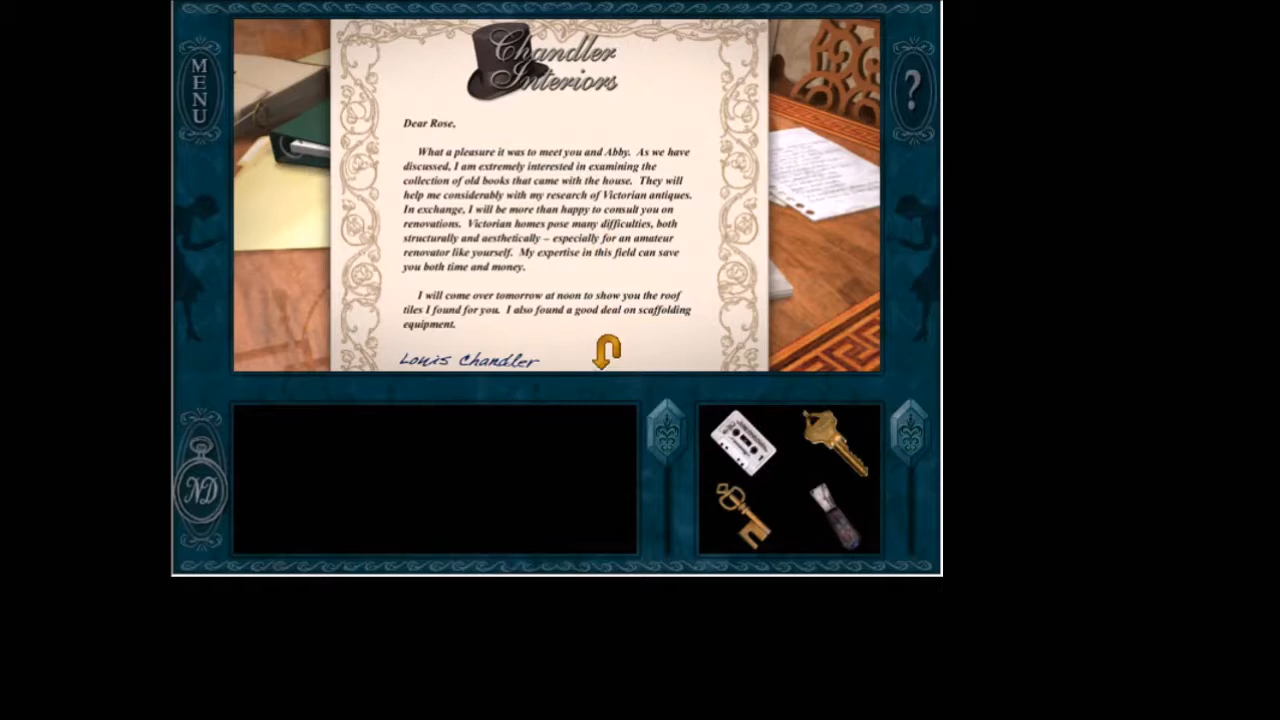 Chandler
Interiors
MENU
?
Dear Rose,
What a pleasure it was to meet you and Abby. As we have
discussed, I am extremely interested in examining the
collection of old books that came with the house. They will
help me considerably with my research of Victorian antiques.
In exchange, I will be more than happy to consult you on
renovations. Victorian homes pose many difficulties, both
structurally and aesthetically – especially for an amateur
renovator like yourself. My expertise in this field can save
you both time and money.
I will come over tomorrow at noon to show you the roof
tiles I found for you. I also found a good deal on scaffolding
equipment.
Louis Chandler
ND